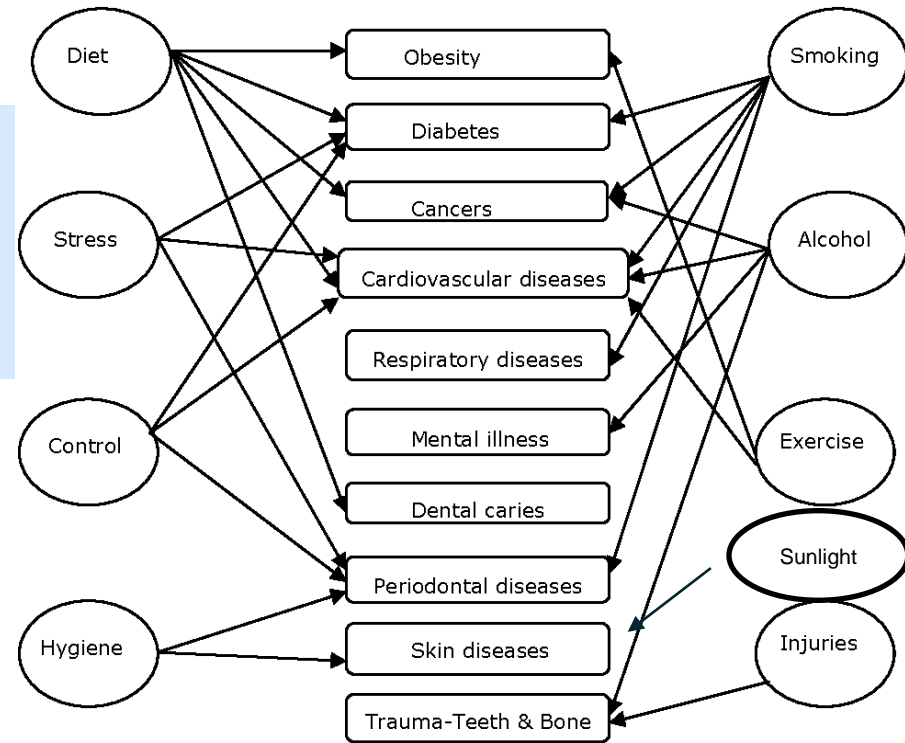 Diet
Obesity
Smoking
Diabetes
Cancers
Stress
Alcohol
Cardiovascular diseases
Respiratory diseases
Control
Mental illness
Exercise
Dental caries
Sunlight
Periodontal diseases
Hygiene
Skin diseases
Injuries
Trauma-Teeth & Bone